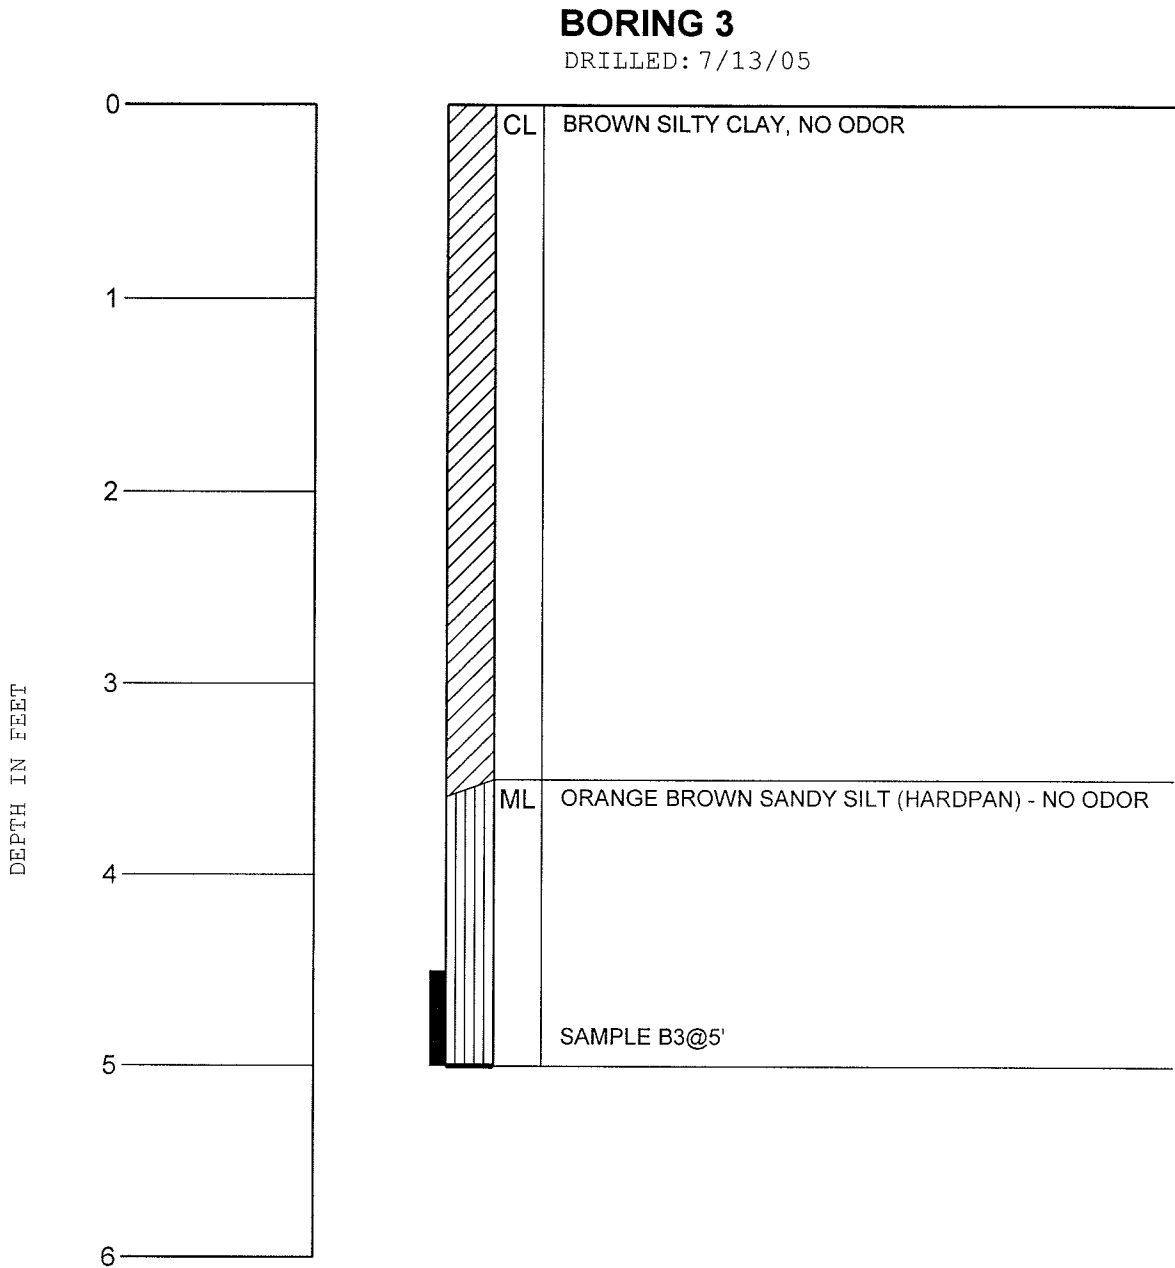 BORING 3
DRILLED: 7/13/05
0
CL BROWN SILTY CLAY, NO ODOR
1
2
3
DEPTH IN FEET
ML ORANGE BROWN SANDY SILT (HARDPAN) - NO ODOR
4
SAMPLE B3@5'
5
6